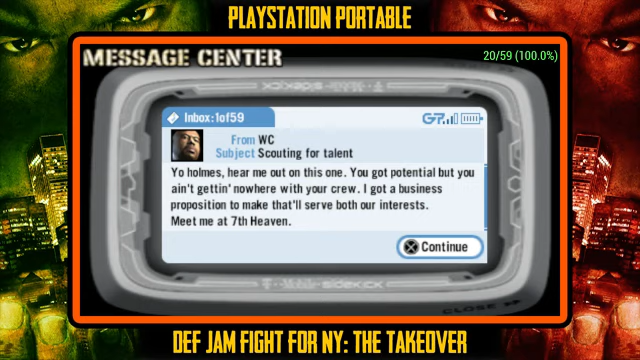 PLAYSTATION PORTABLE
MESSAGE CENTER
20/59 (100.0%)
Inbox:1of59
From WC
Subject Scouting for talent
Yo holmes, hear me out on this one. You got potential but you
ain't gettin' nowhere with your crew. I got a business
proposition to make that'll serve both our interests.
Meet me at 7th Heaven.
Continue
SIDEKICK
CLOSE
DEF JAM FIGHT FOR NY: THE TAKEOVER